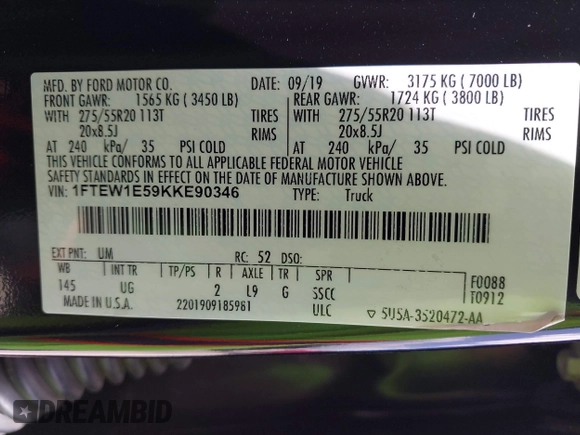 MFD. BY FORD MOTOR CO. DATE: 09/19 GVWR: 3175 KG ( 7000 LB)
FRONT GAWR: 1565 KG ( 3450 LB) REAR GAWR: 1724 KG ( 3800 LB)
WITH 275/55R20 113T TIRES WITH 275/55R20 113T TIRES
20x8.5J RIMS 20x8.5J RIMS
AT 240 kPa/ 35 PSI COLD AT 240 kPa/ 35 PSI COLD
THIS VEHICLE CONFORMS TO ALL APPLICABLE FEDERAL MOTOR VEHICLE
SAFETY STANDARDS IN EFFECT ON THE DATE OF MANUFACTURE SHOWN ABOVE.
VIN: 1FTEW1E59KKE90346 TYPE: Truck
EXT PNT: UM RC: 52 DSO:
WB INT TR TP/PS R AXLE TR SPR F0088
145 UG 2 L9 G SSCC T0912
MADE IN U.S.A. 2201909185961 ULC ▽ 5U5A-3520472-AA
DREAMBID